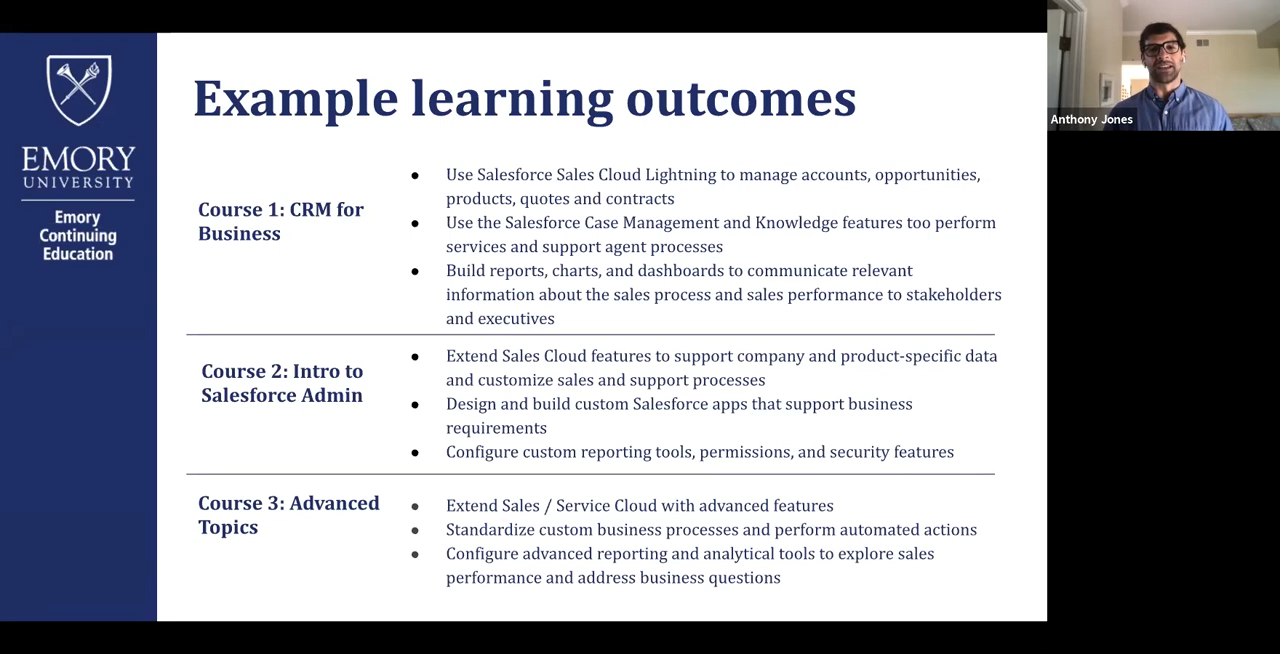 Example learning outcomes
EMORY
UNIVERSITY
Emory
Continuing
Education
Course 1: CRM for
Business
● Use Salesforce Sales Cloud Lightning to manage accounts, opportunities,
products, quotes and contracts
● Use the Salesforce Case Management and Knowledge features too perform
services and support agent processes
● Build reports, charts, and dashboards to communicate relevant
information about the sales process and sales performance to stakeholders
and executives
Course 2: Intro to
Salesforce Admin
● Extend Sales Cloud features to support company and product-specific data
and customize sales and support processes
● Design and build custom Salesforce apps that support business
requirements
● Configure custom reporting tools, permissions, and security features
Course 3: Advanced
Topics
● Extend Sales / Service Cloud with advanced features
● Standardize custom business processes and perform automated actions
● Configure advanced reporting and analytical tools to explore sales
performance and address business questions
Anthony Jones